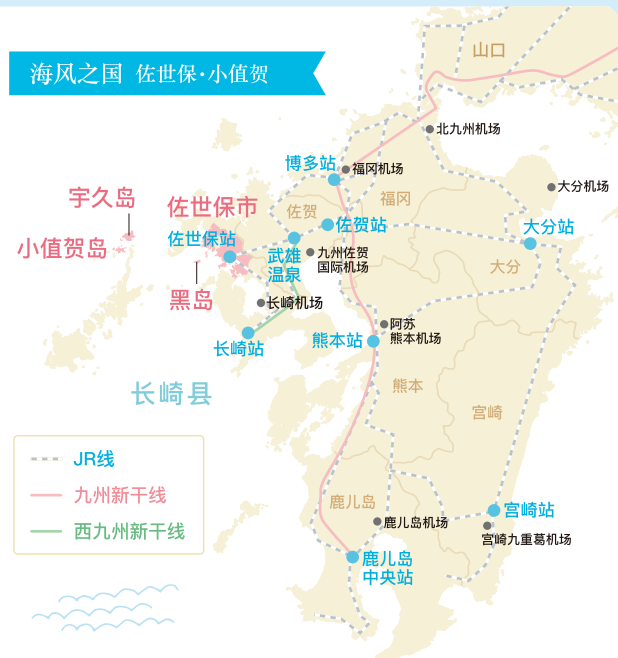 海风之国 佐世保·小值贺
山口
北九州机场
博多站
福冈机场
大分机场
宇久岛
佐世保市
佐贺
福冈
佐贺站
大分站
小值贺岛
佐世保站
武雄
温泉
九州佐贺
国际机场
大分
黑岛
长崎机场
阿苏
熊本机场
长崎站
熊本站
长崎县
熊本
宫崎
JR线
九州新干线
西九州新干线
鹿儿岛
鹿儿岛机场
宫崎站
宫崎九重葛机场
鹿儿岛
中央站